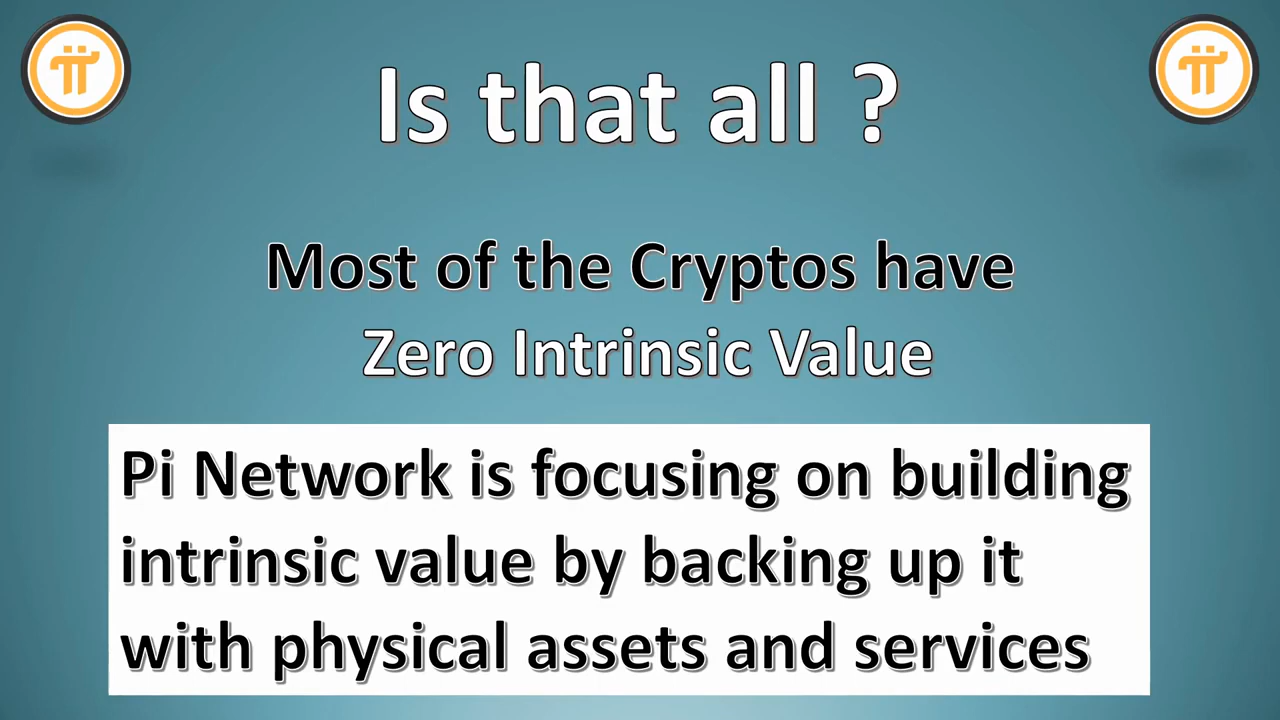 Is that all ?
Most of the Cryptos have
Zero Intrinsic Value
Pi Network is focusing on building
intrinsic value by backing up it
with physical assets and services